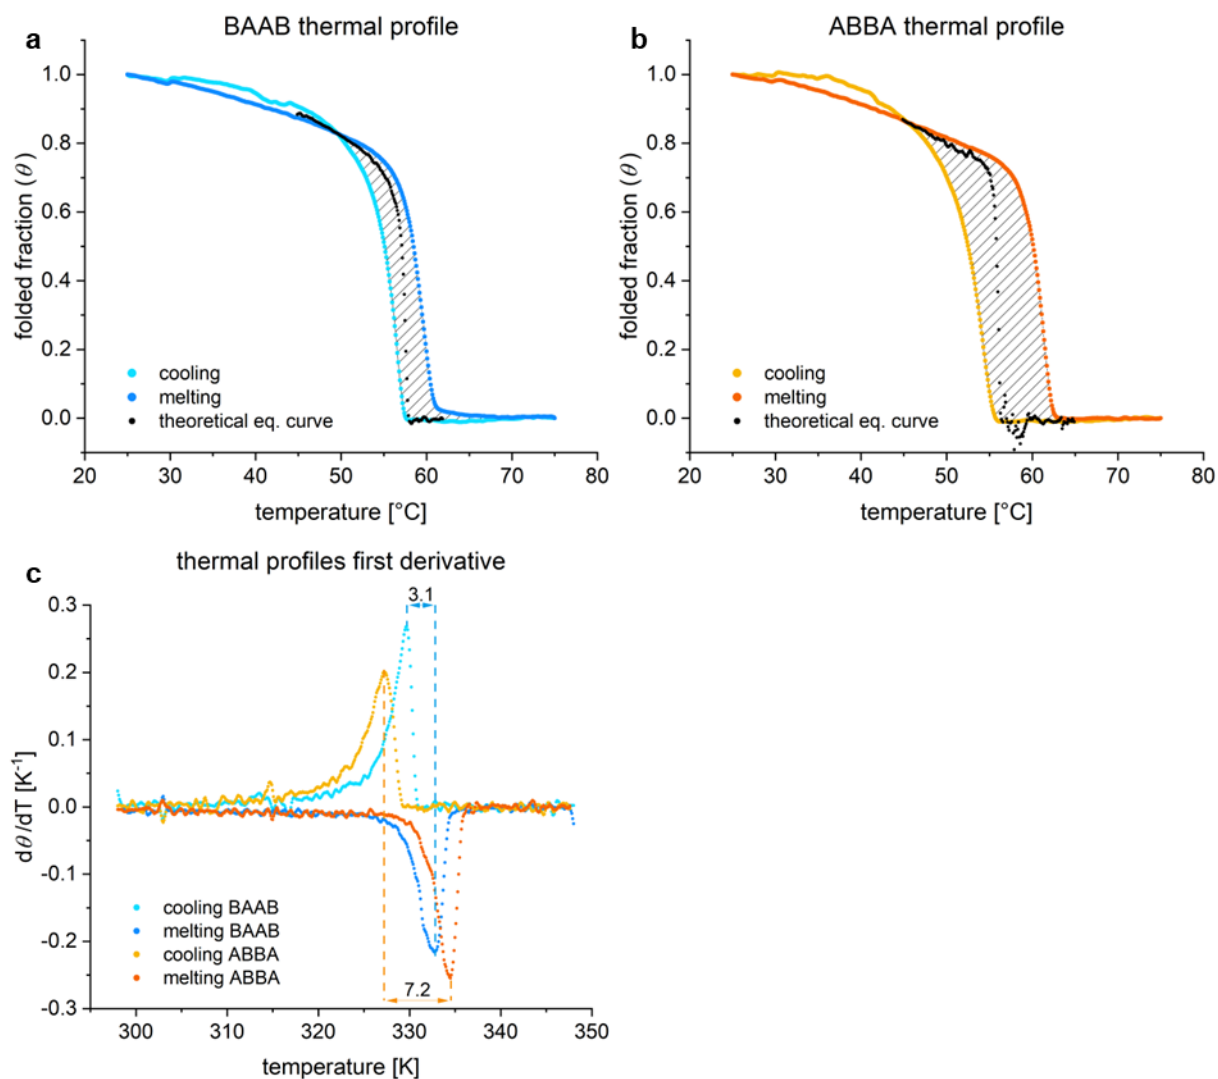 a
BAAB thermal profile
folded fraction (θ)
1.0
0.8
0.6
0.4
0.2
0.0
cooling
melting
theoretical eq. curve
20 30 40 50 60 70 80
temperature [°C]
b
ABBA thermal profile
folded fraction (θ)
1.0
0.8
0.6
0.4
0.2
0.0
cooling
melting
theoretical eq. curve
20 30 40 50 60 70 80
temperature [°C]
c
thermal profiles first derivative
3.1
dθ/dT [K⁻¹]
0.3
0.2
0.1
0.0
-0.1
-0.2
-0.3
cooling BAAB
melting BAAB
cooling ABBA
melting ABBA
7.2
300 310 320 330 340 350
temperature [K]